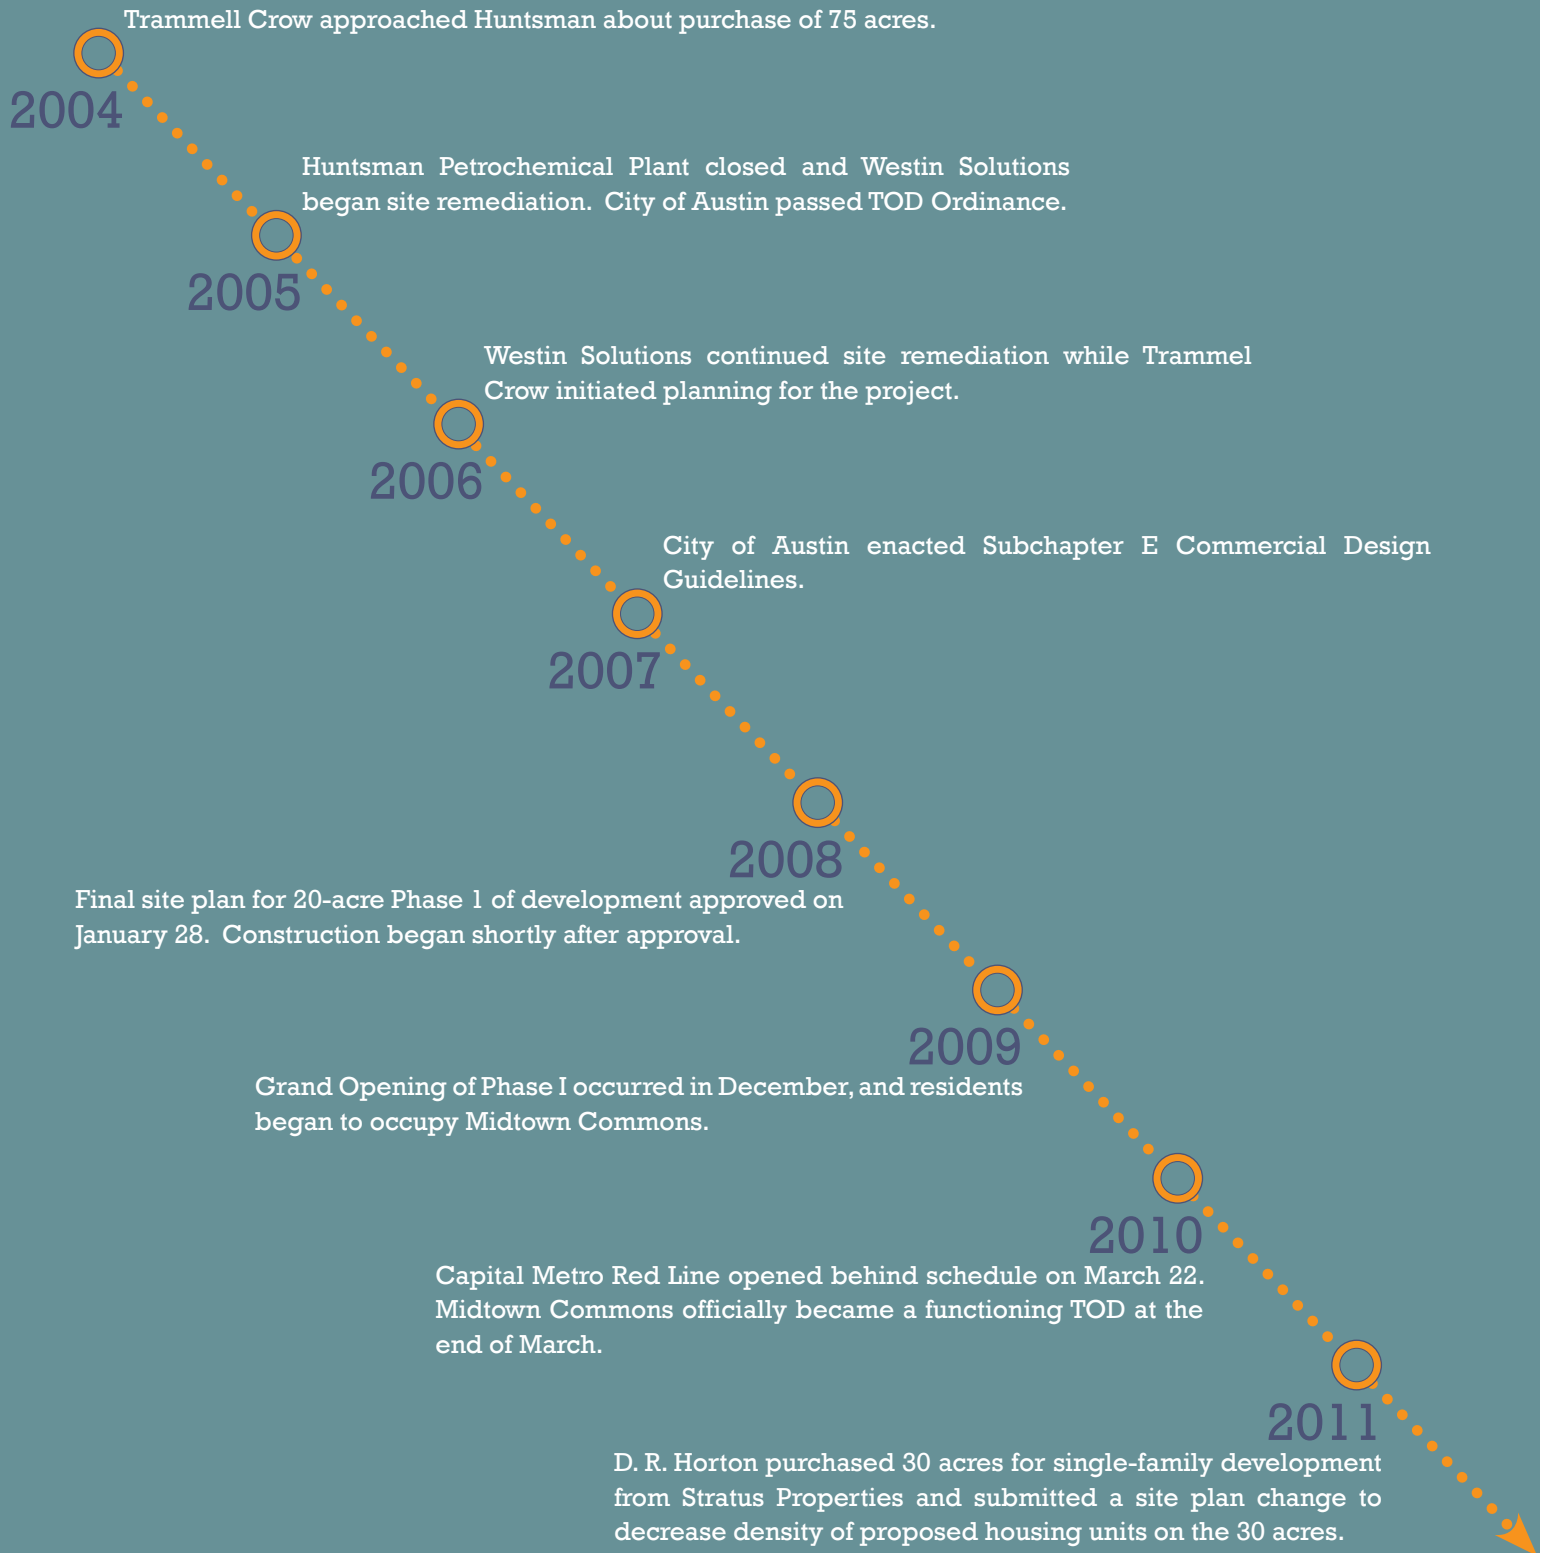 Trammell Crow approached Huntsman about purchase of 75 acres.
2004
Huntsman Petrochemical Plant closed and Westin Solutions
began site remediation. City of Austin passed TOD Ordinance.
2005
Westin Solutions continued site remediation while Trammel
Crow initiated planning for the project.
2006
City of Austin enacted Subchapter E Commercial Design
Guidelines.
2007
2008
Final site plan for 20-acre Phase 1 of development approved on
January 28. Construction began shortly after approval.
2009
Grand Opening of Phase I occurred in December, and residents
began to occupy Midtown Commons.
2010
Capital Metro Red Line opened behind schedule on March 22.
Midtown Commons officially became a functioning TOD at the
end of March.
2011
D. R. Horton purchased 30 acres for single-family development
from Stratus Properties and submitted a site plan change to
decrease density of proposed housing units on the 30 acres.